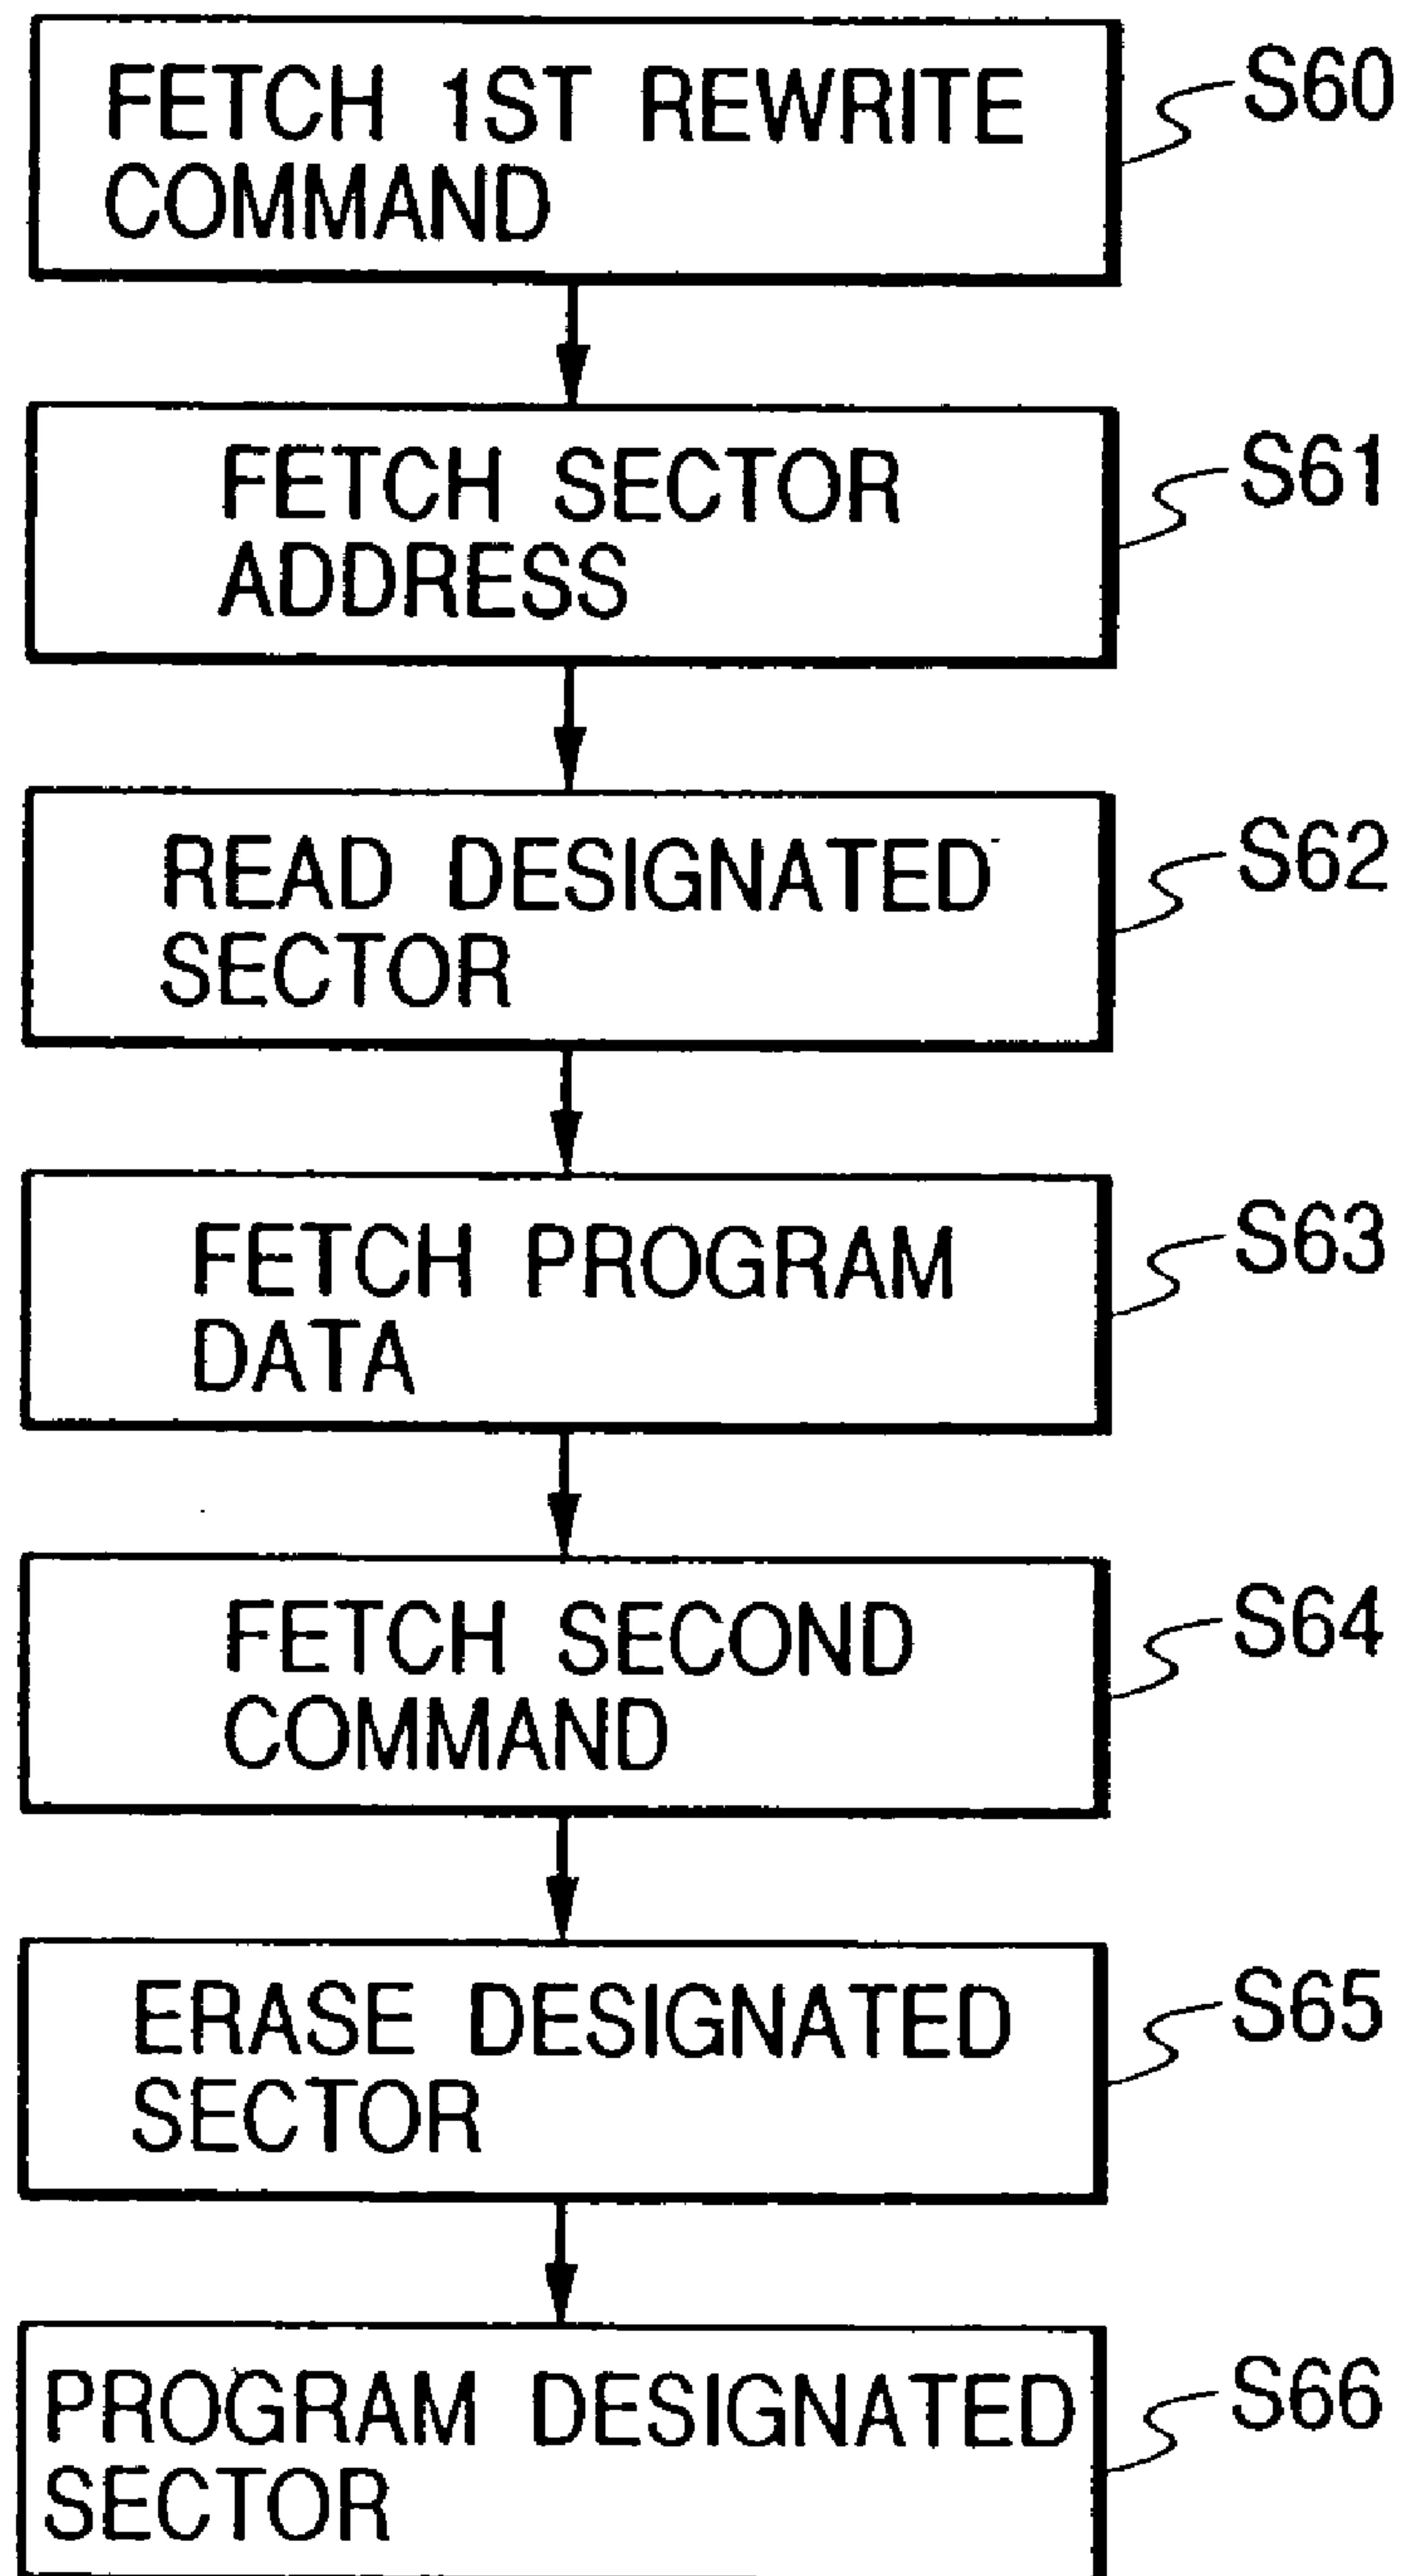 FETCH 1ST REWRITE
COMMAND
S60
FETCH SECTOR
ADDRESS
S61
READ DESIGNATED
SECTOR
S62
FETCH PROGRAM
DATA
S63
FETCH SECOND
COMMAND
S64
ERASE DESIGNATED
SECTOR
S65
PROGRAM DESIGNATED
SECTOR
S66